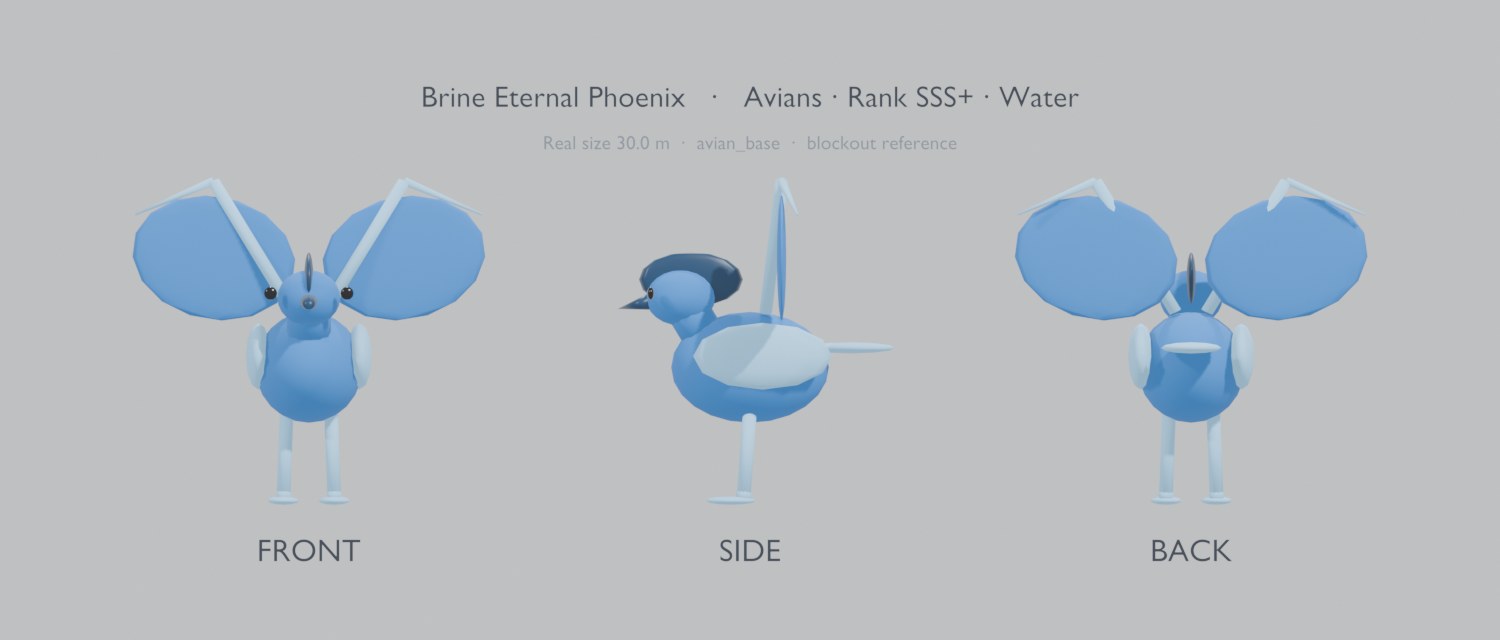 Brine Eternal Phoenix · Avians · Rank SSS+ · Water
Real size 30.0 m · avian_base · blockout reference
FRONT SIDE BACK